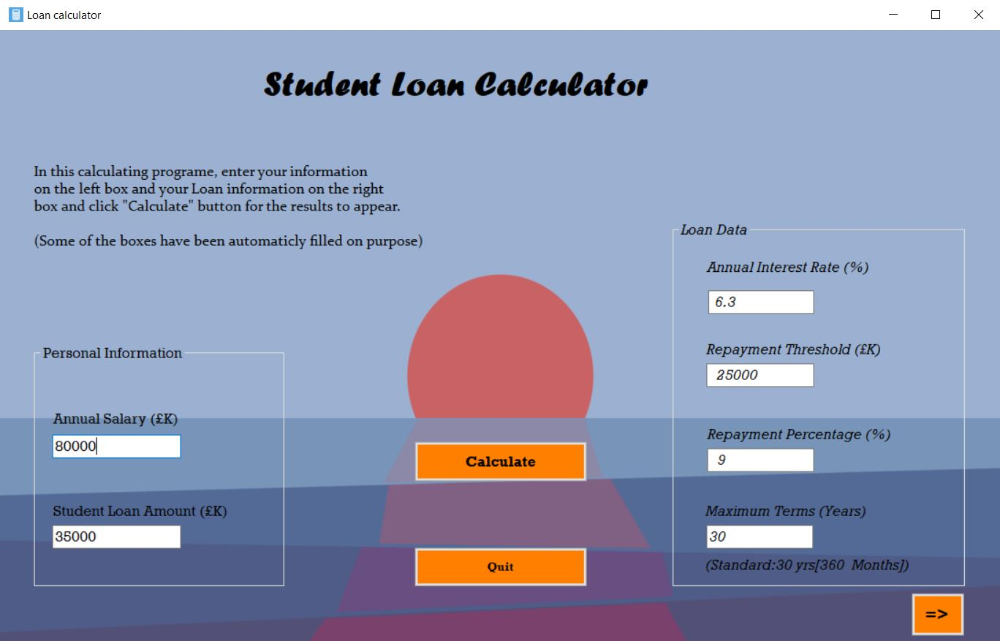 Loan calculator
Student Loan Calculator
In this calculating programe, enter your information
on the left box and your Loan information on the right
box and click "Calculate" button for the results to appear.
(Some of the boxes have been automaticly filled on purpose)
Personal Information
Annual Salary (£K)
80000
Student Loan Amount (£K)
35000
Calculate
Quit
Loan Data
Annual Interest Rate (%)
6.3
Repayment Threshold (£K)
25000
Repayment Percentage (%)
9
Maximum Terms (Years)
30
(Standard:30 yrs[360 Months])
=>